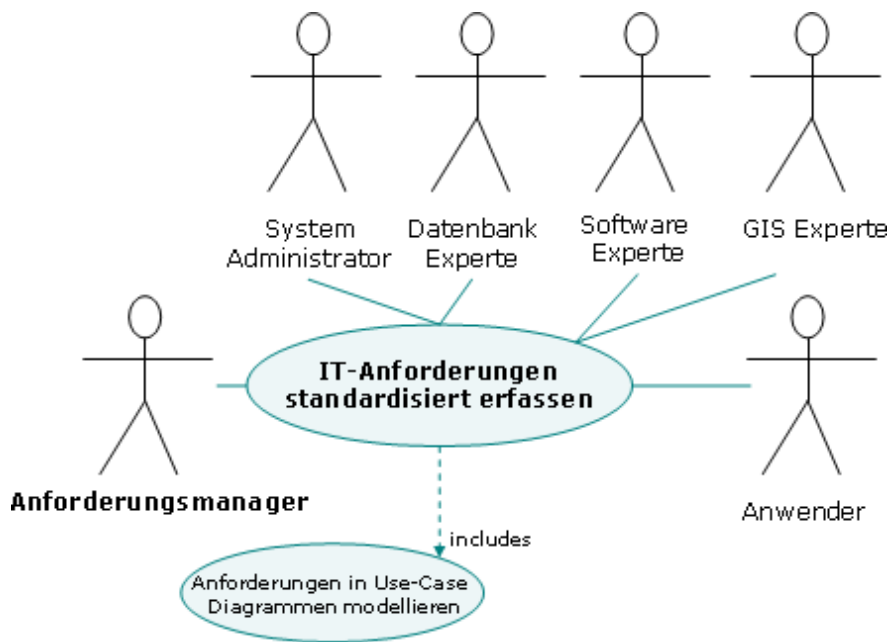 System
Administrator
Datenbank
Experte
Software
Experte
GIS Experte
IT-Anforderungen
standardisiert erfassen
Anforderungsmanager
Anwender
includes
Anforderungen in Use-Case
Diagrammen modellieren